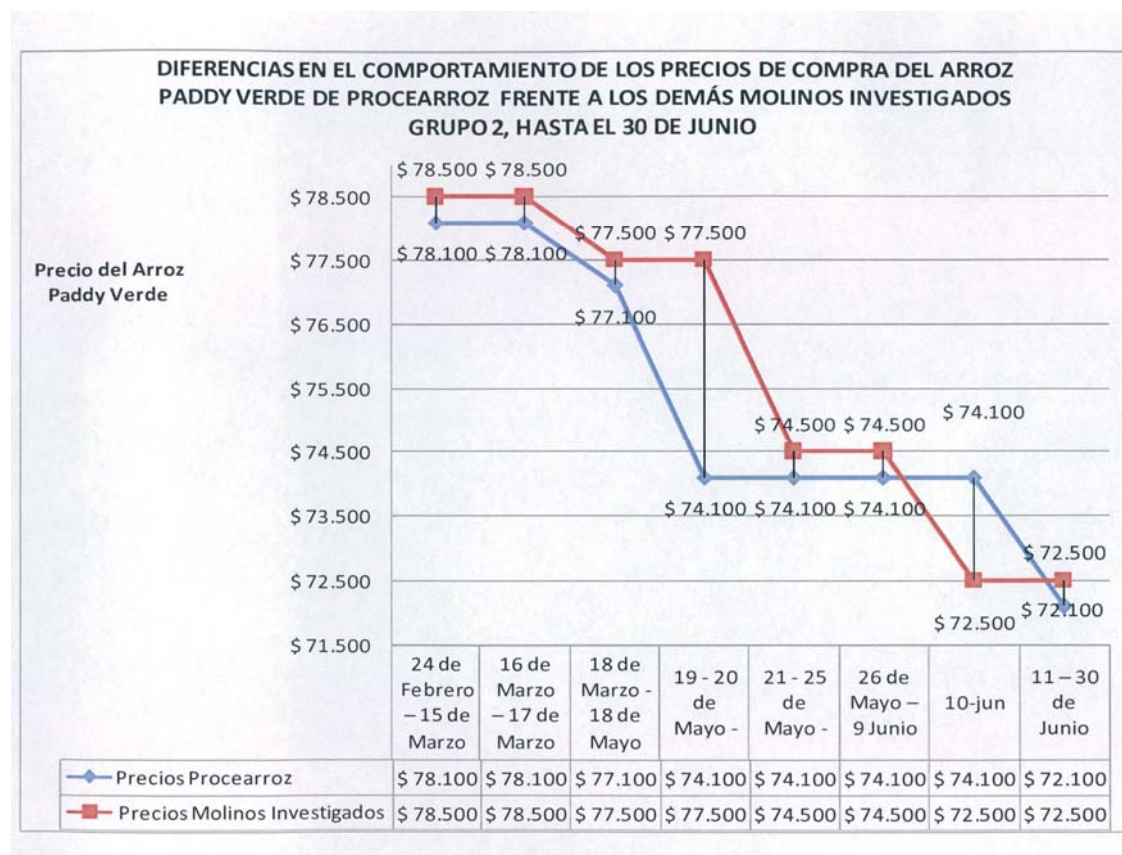 DIFERENCIAS EN EL COMPORTAMIENTO DE LOS PRECIOS DE COMPRA DEL ARROZ
PADDY VERDE DE PROCEARROZ FRENTE A LOS DEMÁS MOLINOS INVESTIGADOS
GRUPO 2, HASTA EL 30 DE JUNIO
Precio del Arroz
Paddy Verde
$ 78.500
$ 77.500
$ 76.500
$ 75.500
$ 74.500
$ 73.500
$ 72.500
$ 71.500
$ 78.500 $ 78.500
$ 78.100 $ 78.100
$ 77.500 $ 77.500
$ 77.100
$ 74.100
$ 74.500 $ 74.500
$ 74.100 $ 74.100 $ 74.100
$ 72.500
$ 72.100
$ 72.500
24 de
Febrero
– 15 de
Marzo
16 de
Marzo
– 17 de
Marzo
18 de
Marzo -
18 de
Mayo
19 - 20
de
Mayo -
21 - 25
de
Mayo -
26 de
Mayo –
9 Junio
10-jun
11 – 30
de
Junio
Precios Procearroz $ 78.100 $ 78.100 $ 77.100 $ 74.100 $ 74.100 $ 74.100 $ 74.100 $ 72.100
Precios Molinos Investigados $ 78.500 $ 78.500 $ 77.500 $ 77.500 $ 74.500 $ 74.500 $ 72.500 $ 72.500